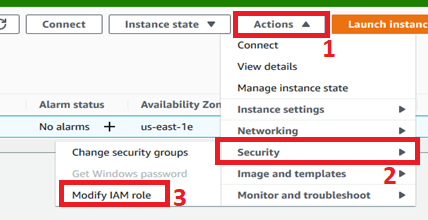 Connect
Instance state
Actions
Launch instanc
1
Connect
View details
Manage instance state
Alarm status
Availability Zon
Instance settings
No alarms
us-east-1e
Networking
Change security groups
Security
Get Windows password
Image and templates
2
Modify IAM role
3
Monitor and troubleshoot